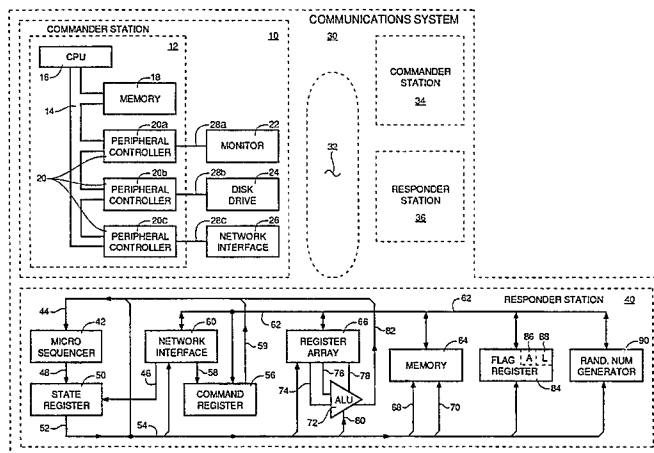 COMMUNICATIONS SYSTEM
COMMANDER STATION
12
10
30
CPU
16
18
MEMORY
14
20a
28a
22
PERIPHERAL CONTROLLER
MONITOR
20
20b
28b
24
PERIPHERAL CONTROLLER
DISK DRIVE
20c
28c
26
PERIPHERAL CONTROLLER
NETWORK INTERFACE
32
COMMANDER STATION
34
RESPONDER STATION
36
RESPONDER STATION
40
62
44
42
60
62
59
66
82
64
86
88
90
MICRO SEQUENCER
NETWORK INTERFACE
REGISTER ARRAY
MEMORY
FLAG REGISTER
A
L
84
RAND. NUM GENERATOR
48
50
46
58
56
74
76
78
STATE REGISTER
COMMAND REGISTER
ALU
72
80
68
70
52
54